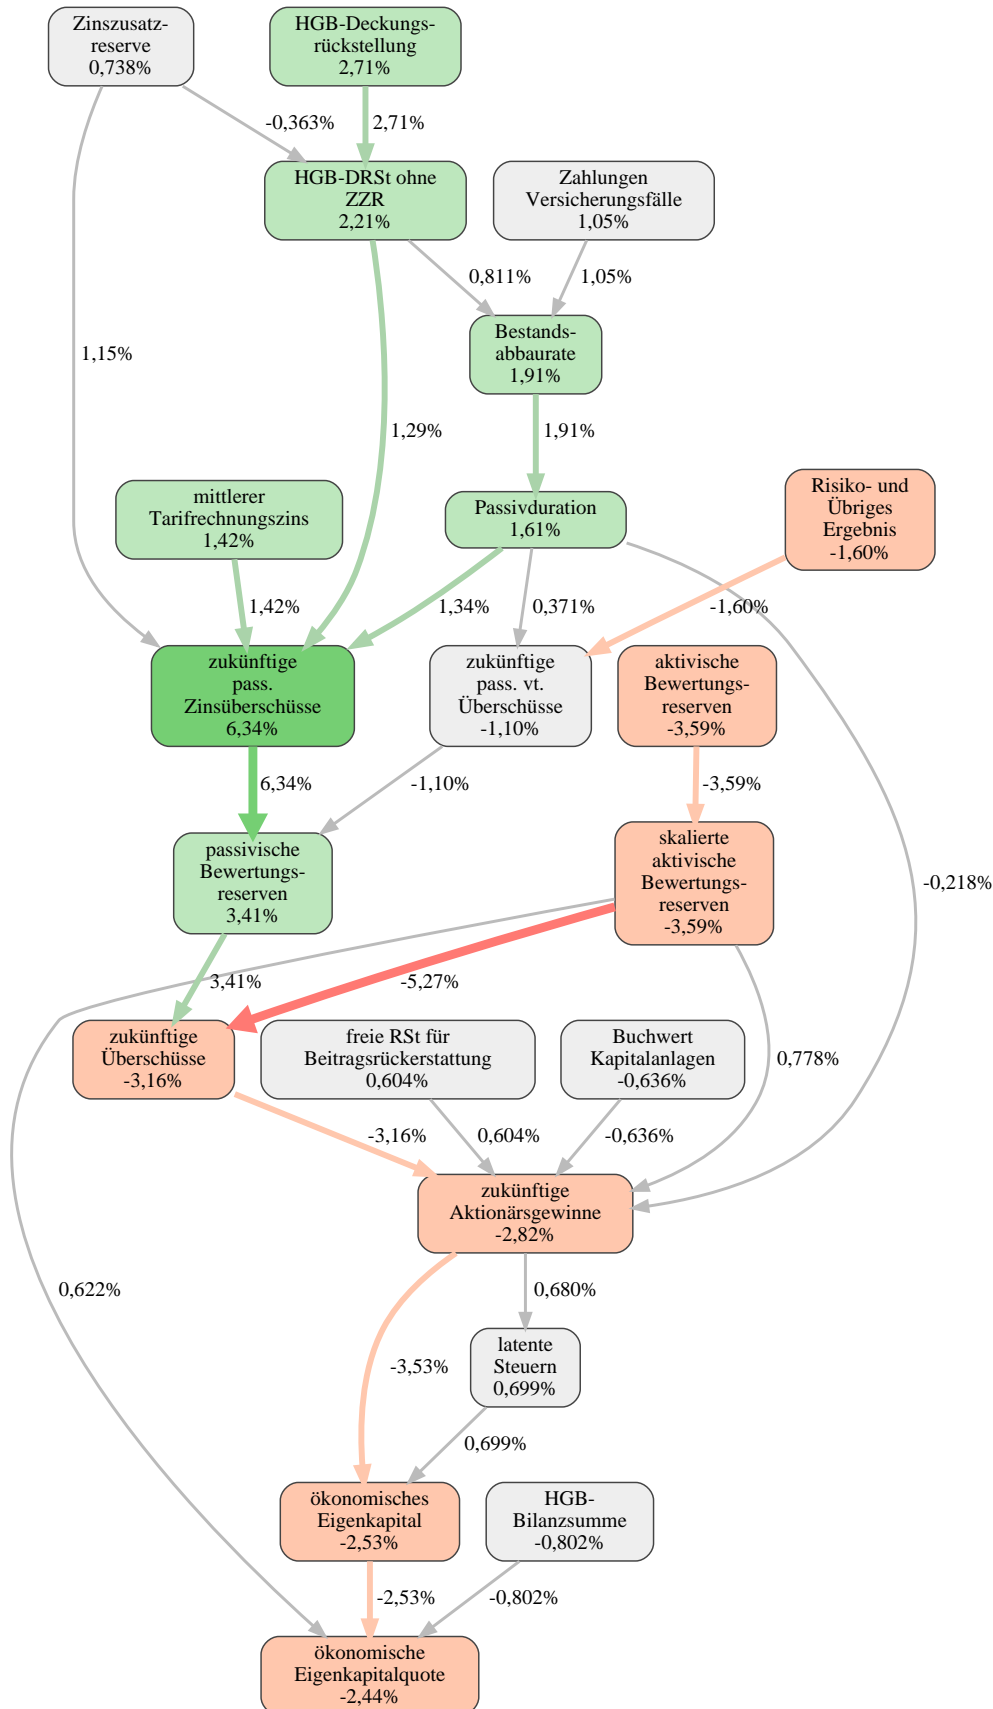 Zinszusatz-
reserve
0,738%
HGB-Deckungs-
rückstellung
2,71%
-0,363%
2,71%
HGB-DRSt ohne
ZZR
2,21%
Zahlungen
Versicherungsfälle
1,05%
0,811%
1,05%
Bestands-
abbaurate
1,91%
1,15%
1,29%
1,91%
mittlerer
Tarifrechnungszins
1,42%
Passivduration
1,61%
Risiko- und
Übriges
Ergebnis
-1,60%
1,42%
1,34%
0,371%
-1,60%
zukünftige
pass.
Zinsüberschüsse
6,34%
zukünftige
pass. vt.
Überschüsse
-1,10%
aktivische
Bewertungs-
reserven
-3,59%
6,34%
-1,10%
-3,59%
passivische
Bewertungs-
reserven
3,41%
skalierte
aktivische
Bewertungs-
reserven
-3,59%
-0,218%
3,41%
-5,27%
zukünftige
Überschüsse
-3,16%
freie RSt für
Beitragsrückerstattung
0,604%
Buchwert
Kapitalanlagen
-0,636%
0,778%
-3,16%
0,604%
-0,636%
zukünftige
Aktionärsgewinne
-2,82%
0,622%
0,680%
latente
Steuern
0,699%
-3,53%
0,699%
ökonomisches
Eigenkapital
-2,53%
HGB-
Bilanzsumme
-0,802%
-2,53%
-0,802%
ökonomische
Eigenkapitalquote
-2,44%